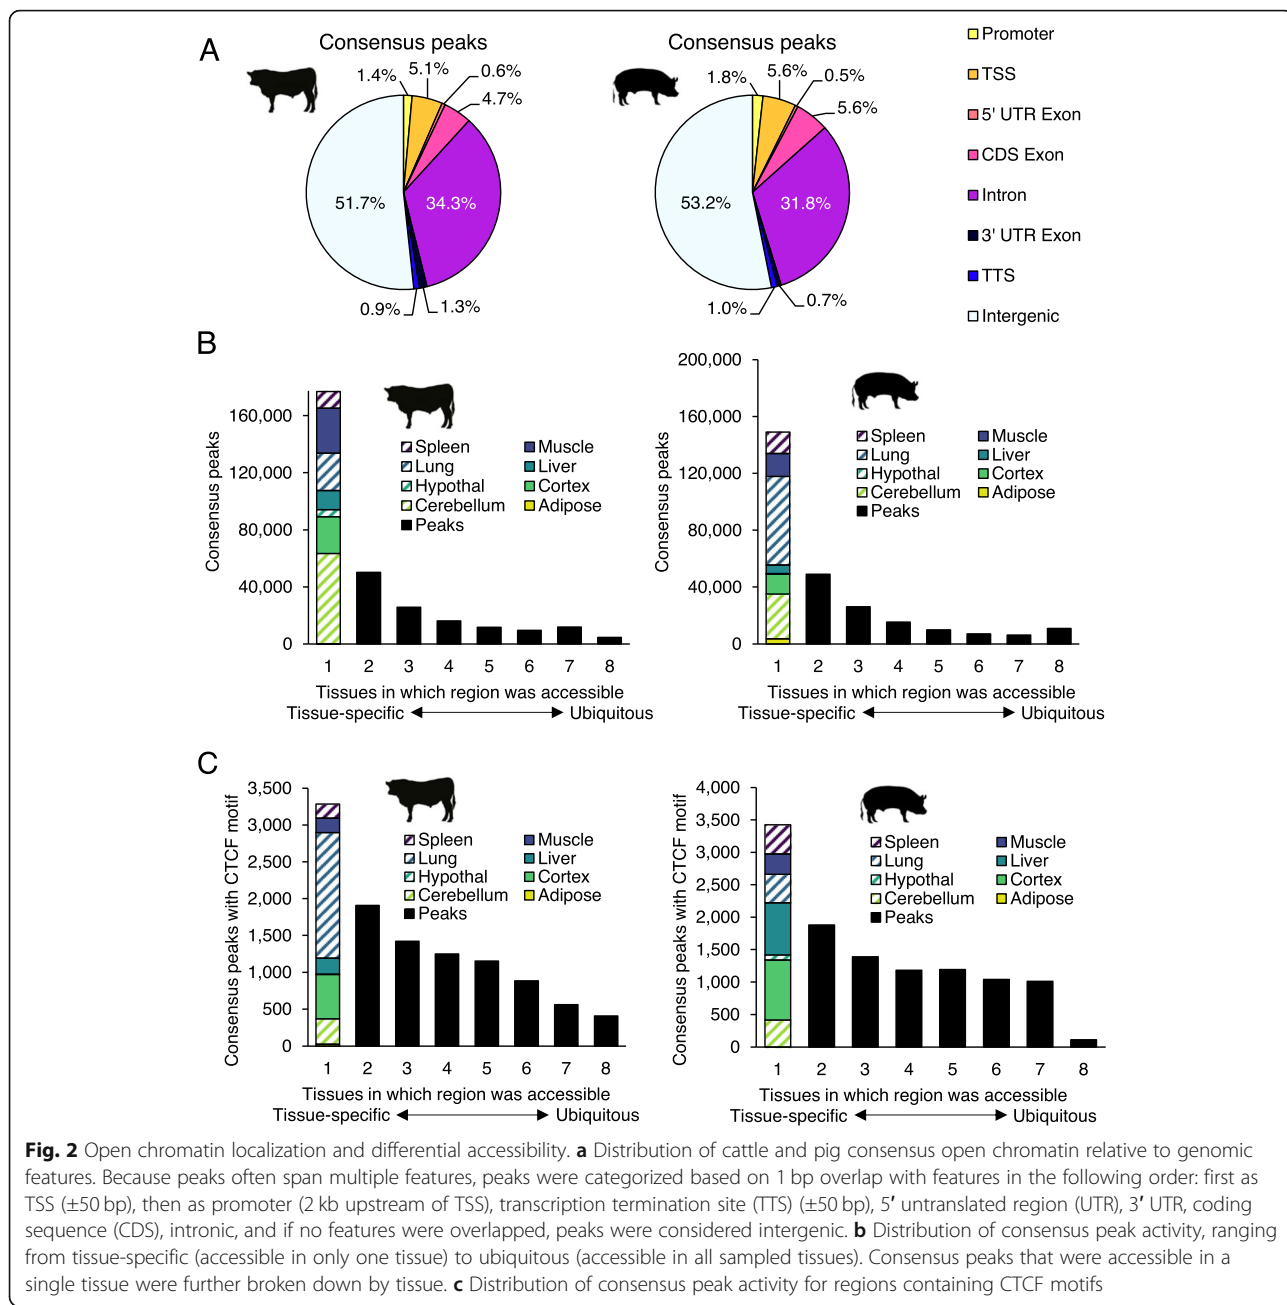 A
Consensus peaks
1.4%
5.1%
0.6%
4.7%
51.7%
34.3%
0.9%
1.3%
Consensus peaks
1.8%
5.6%
0.5%
5.6%
53.2%
31.8%
1.0%
0.7%
Promoter
TSS
5' UTR Exon
CDS Exon
Intron
3' UTR Exon
TTS
Intergenic
B
Consensus peaks
160,000
120,000
80,000
40,000
0
Spleen
Muscle
Lung
Liver
Hypothal
Cortex
Cerebellum
Adipose
Peaks
1 2 3 4 5 6 7 8
Tissues in which region was accessible
Tissue-specific
Ubiquitous
Consensus peaks
200,000
160,000
120,000
80,000
40,000
0
Spleen
Muscle
Lung
Liver
Hypothal
Cortex
Cerebellum
Adipose
Peaks
1 2 3 4 5 6 7 8
Tissues in which region was accessible
Tissue-specific
Ubiquitous
C
Consensus peaks with CTCF motif
3,500
3,000
2,500
2,000
1,500
1,000
500
0
Spleen
Muscle
Lung
Liver
Hypothal
Cortex
Cerebellum
Adipose
Peaks
1 2 3 4 5 6 7 8
Tissues in which region was accessible
Tissue-specific
Ubiquitous
Consensus peaks with CTCF motif
4,000
3,500
3,000
2,500
2,000
1,500
1,000
500
0
Spleen
Muscle
Lung
Liver
Hypothal
Cortex
Cerebellum
Adipose
Peaks
1 2 3 4 5 6 7 8
Tissues in which region was accessible
Tissue-specific
Ubiquitous
Fig. 2 Open chromatin localization and differential accessibility. a Distribution of cattle and pig consensus open chromatin relative to genomic
features. Because peaks often span multiple features, peaks were categorized based on 1 bp overlap with features in the following order: first as
TSS (±50 bp), then as promoter (2 kb upstream of TSS), transcription termination site (TTS) (±50 bp), 5′ untranslated region (UTR), 3′ UTR, coding
sequence (CDS), intronic, and if no features were overlapped, peaks were considered intergenic. b Distribution of consensus peak activity, ranging
from tissue-specific (accessible in only one tissue) to ubiquitous (accessible in all sampled tissues). Consensus peaks that were accessible in a
single tissue were further broken down by tissue. c Distribution of consensus peak activity for regions containing CTCF motifs